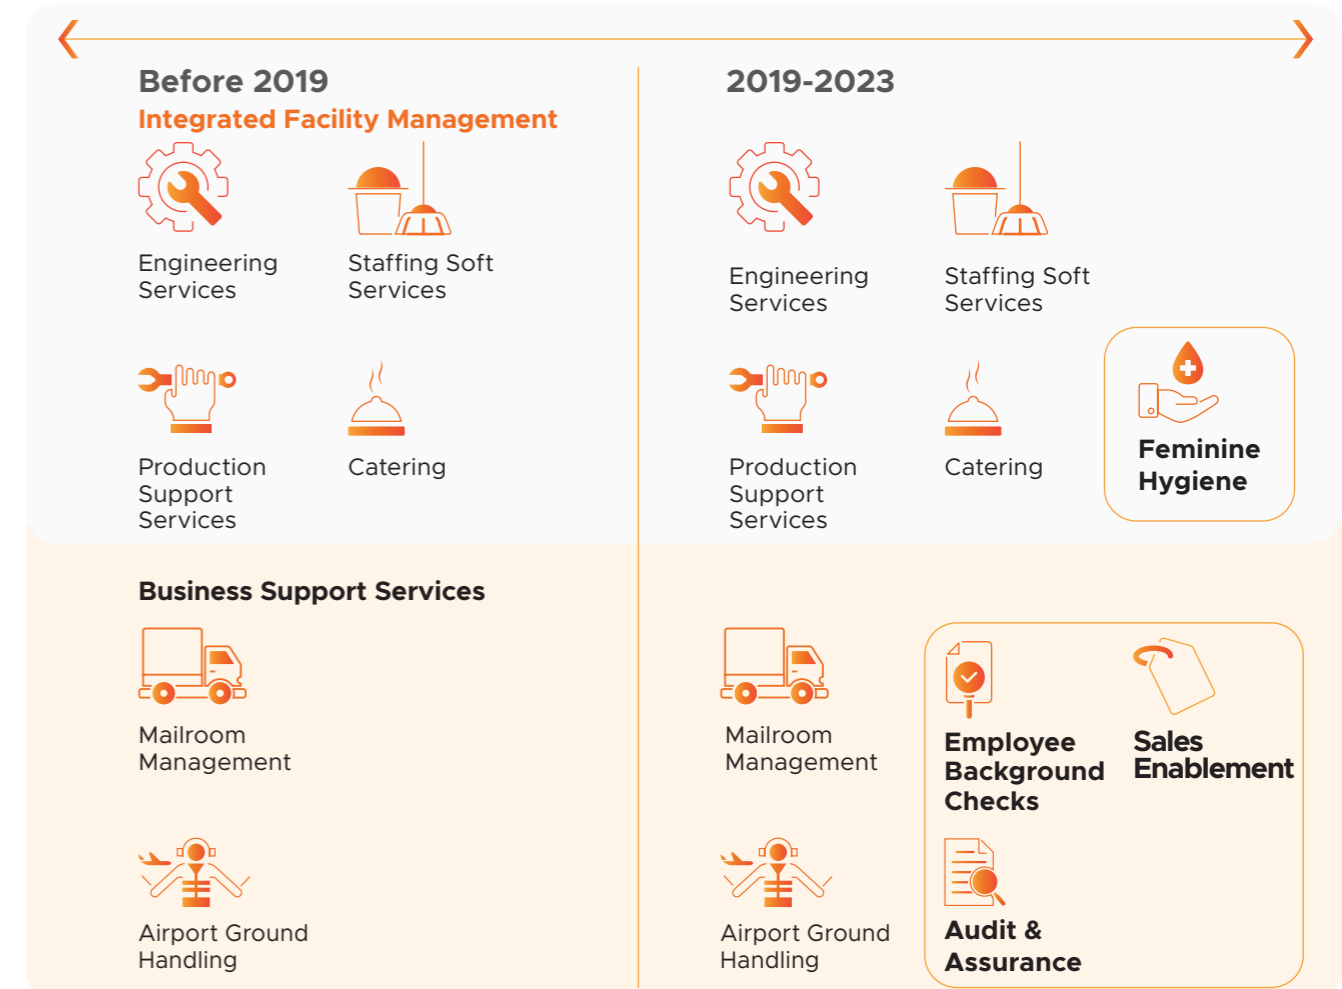 Before 2019
Integrated Facility Management
Engineering
Services
Staffing Soft
Services
Production
Support
Services
Catering
2019-2023
Engineering
Services
Staffing Soft
Services
Production
Support
Services
Catering
Feminine
Hygiene
Business Support Services
Mailroom
Management
Airport Ground
Handling
Mailroom
Management
Airport Ground
Handling
Employee
Background
Checks
Sales
Enablement
Audit &
Assurance